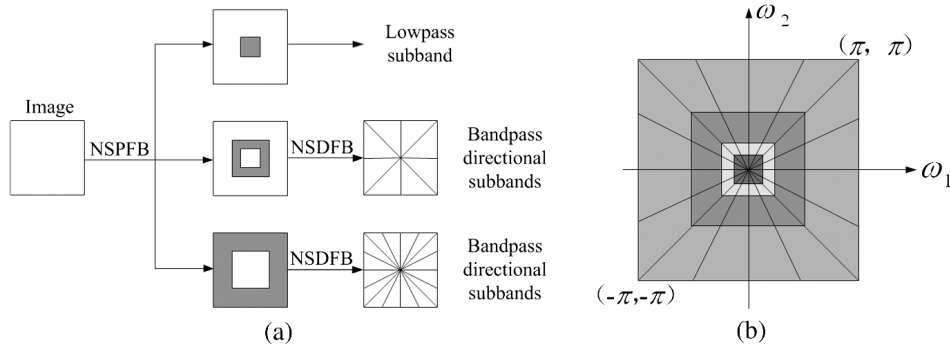 Image
NSPFB
Lowpass
subband
NSDFB
Bandpass
directional
subbands
NSDFB
Bandpass
directional
subbands
(a)
ω₂
(π, π)
ω₁
(-π,-π)
(b)